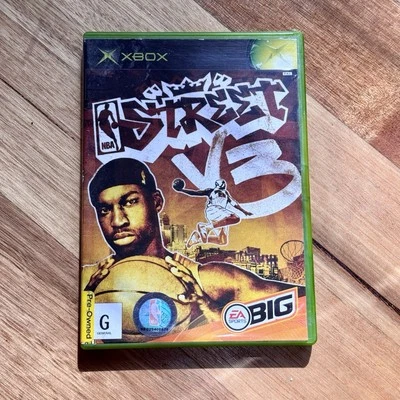 XBOX
NBA
STREET
V3
G
Pre-Owned
EA
SPORTS
BIG